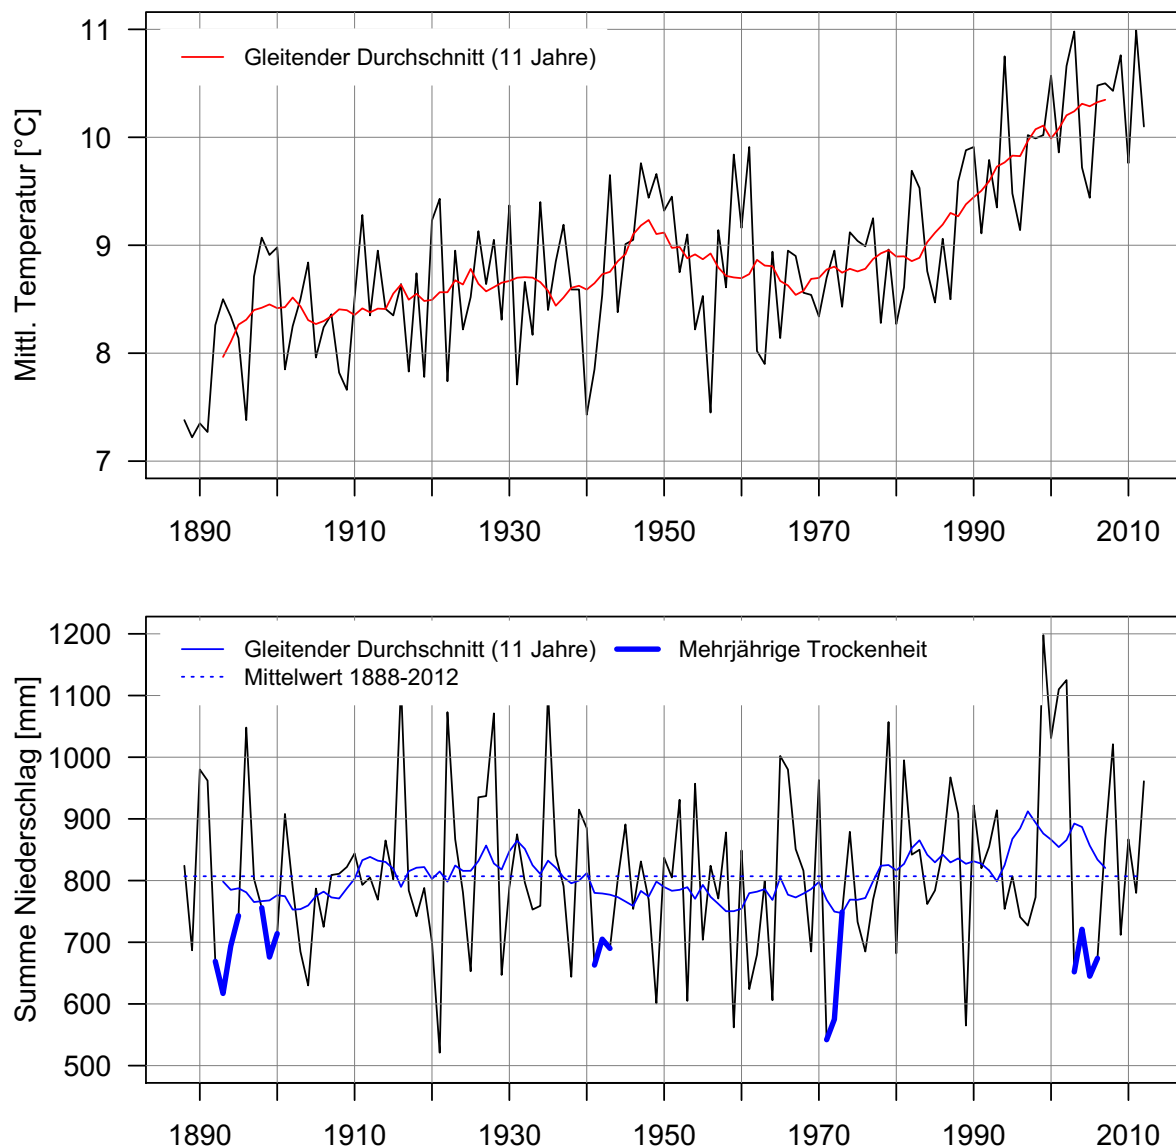 Gleitender Durchschnitt (11 Jahre)
Mittl. Temperatur [°C]
11
10
9
8
7
1890 1910 1930 1950 1970 1990 2010
Gleitender Durchschnitt (11 Jahre) Mehrjährige Trockenheit
Mittelwert 1888-2012
Summe Niederschlag [mm]
1200
1100
1000
900
800
700
600
500
1890 1910 1930 1950 1970 1990 2010